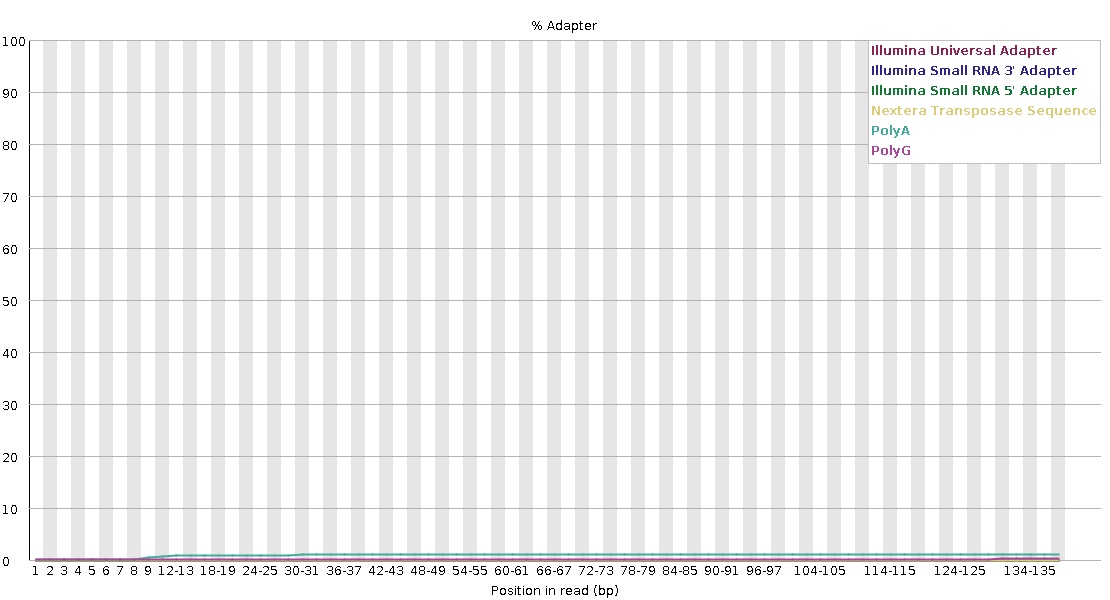 % Adapter
100
90
80
70
60
50
40
30
20
10
0
Illumina Universal Adapter
Illumina Small RNA 3' Adapter
Illumina Small RNA 5' Adapter
Nextera Transposase Sequence
PolyA
PolyG
1 2 3 4 5 6 7 8 9 12-13 18-19 24-25 30-31 36-37 42-43 48-49 54-55 60-61 66-67 72-73 78-79 84-85 90-91 96-97 104-105 114-115 124-125 134-135
Position in read (bp)